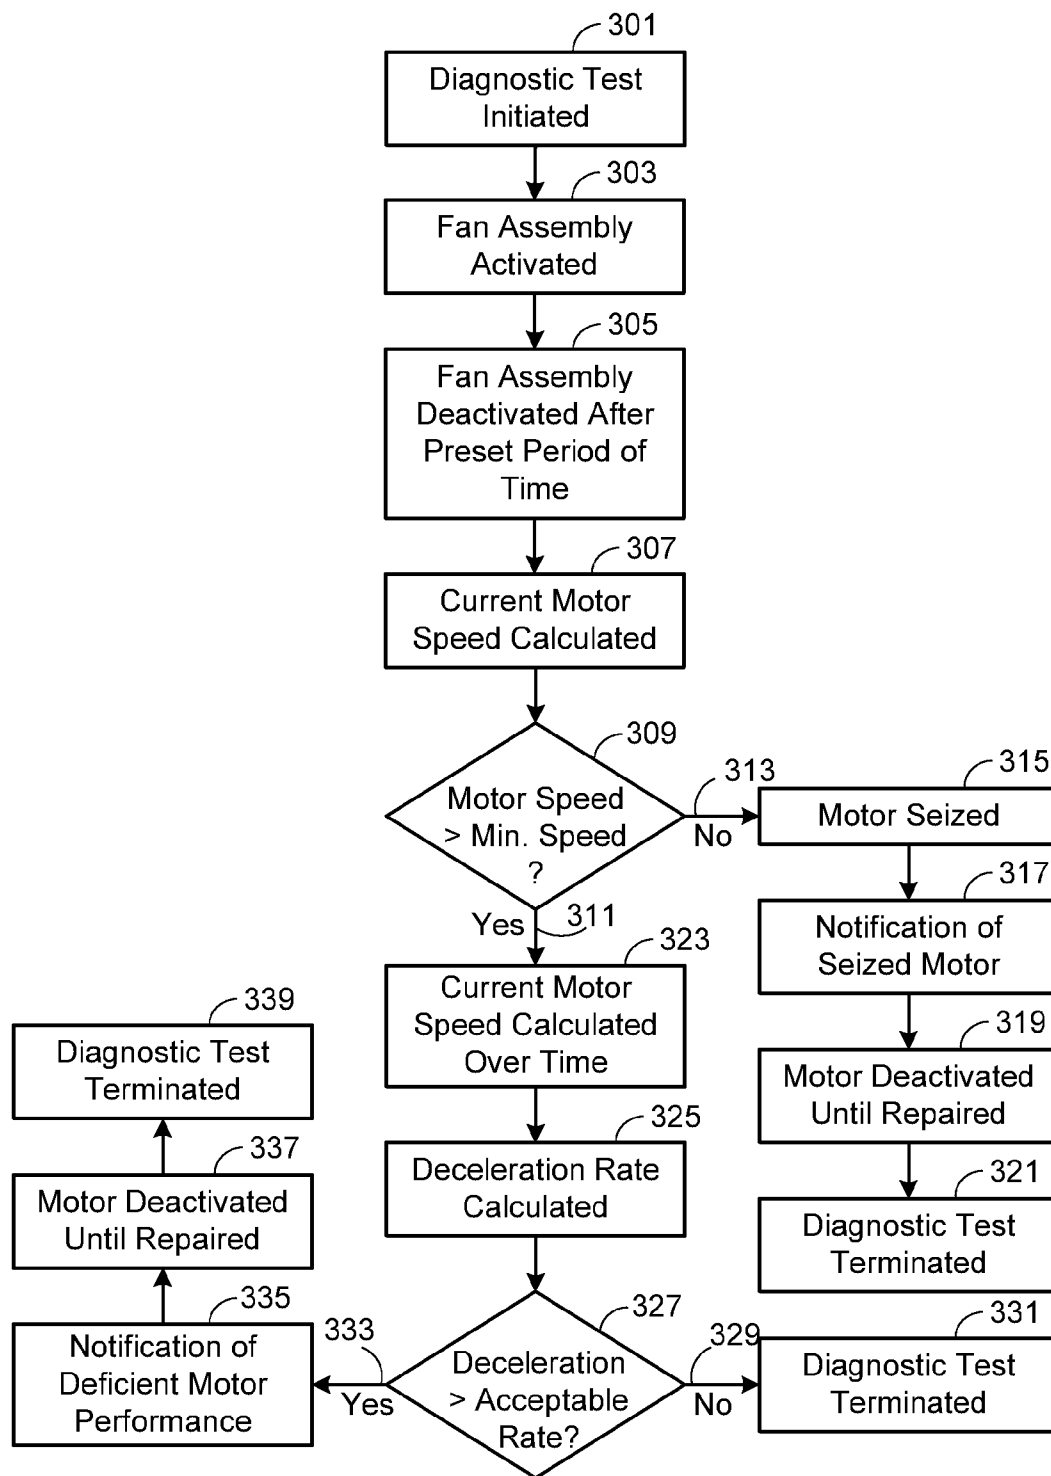 301
Diagnostic Test
Initiated
303
Fan Assembly
Activated
305
Fan Assembly
Deactivated After
Preset Period of
Time
307
Current Motor
Speed Calculated
309
Motor Speed
> Min. Speed
?
313
No
315
Motor Seized
317
Notification of
Seized Motor
319
Motor Deactivated
Until Repaired
321
Diagnostic Test
Terminated
Yes
311
323
Current Motor
Speed Calculated
Over Time
325
Deceleration Rate
Calculated
327
Deceleration
> Acceptable
Rate?
329
No
331
Diagnostic Test
Terminated
333
Yes
335
Notification of
Deficient Motor
Performance
337
Motor Deactivated
Until Repaired
339
Diagnostic Test
Terminated